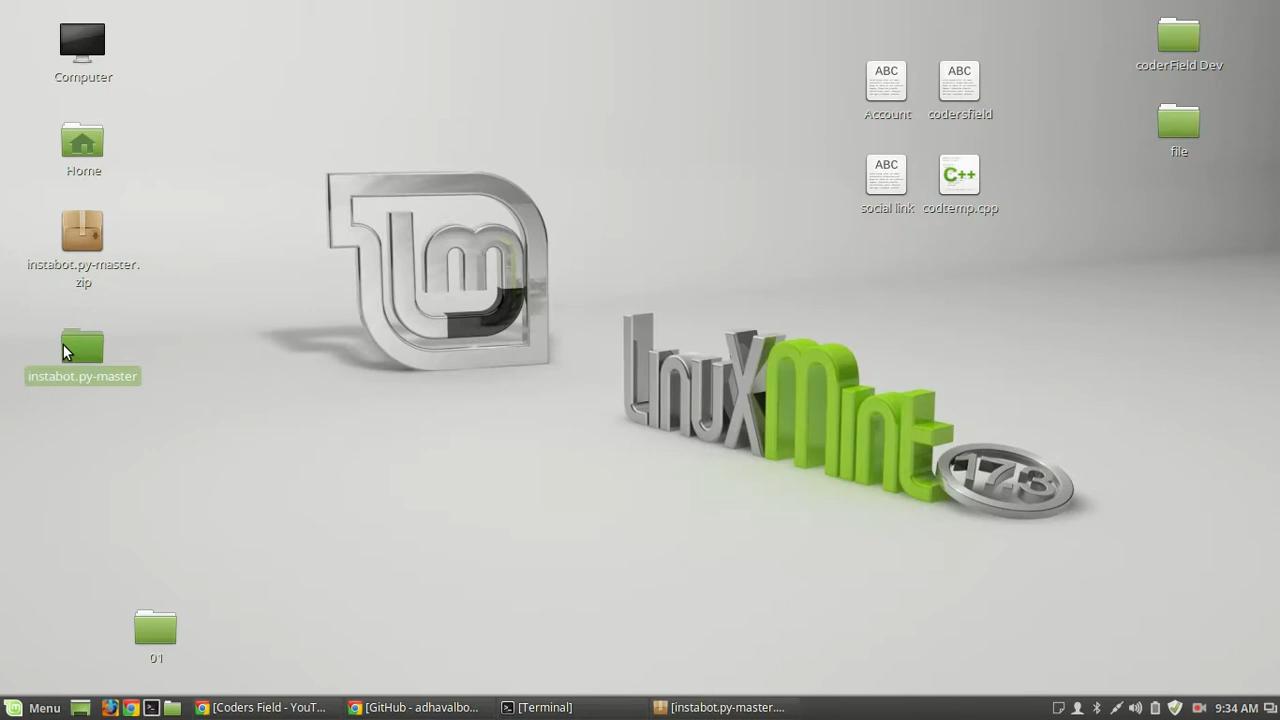 Computer
Home
instabot.py-master.
zip
instabot.py-master
01
ABC
Account
ABC
codersfield
ABC
social link
C++
codtemp.cpp
coderField Dev
file
lm
LinuxMint
17.3
Menu
[Coders Field - YouT...
[GitHub - adhavalbo...
[Terminal]
[instabot.py-master....
9:34 AM